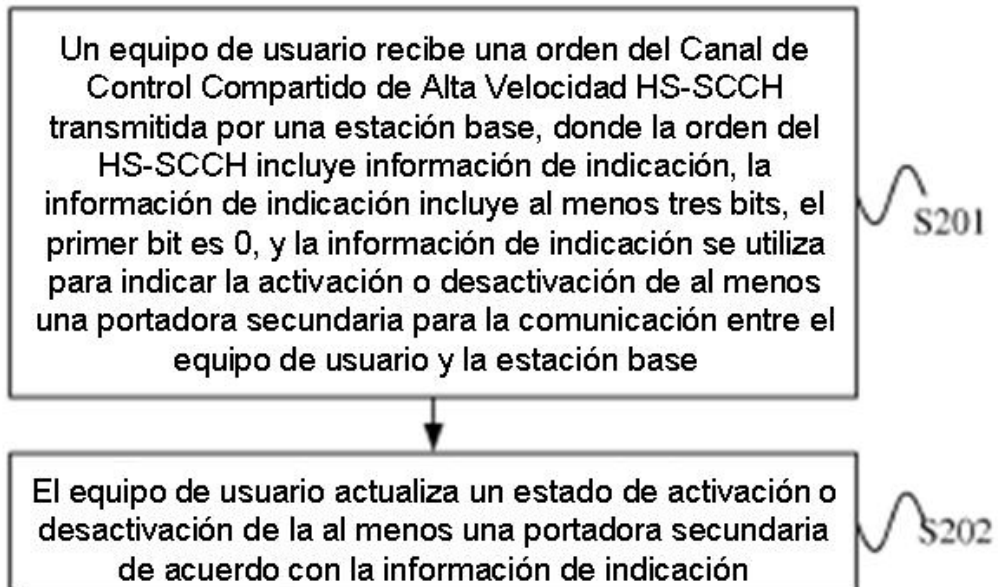 Un equipo de usuario recibe una orden del Canal de
Control Compartido de Alta Velocidad HS-SCCH
transmitida por una estación base, donde la orden del
HS-SCCH incluye información de indicación, la
información de indicación incluye al menos tres bits, el
primer bit es 0, y la información de indicación se utiliza
para indicar la activación o desactivación de al menos
una portadora secundaria para la comunicación entre el
equipo de usuario y la estación base
S201
El equipo de usuario actualiza un estado de activación o
desactivación de la al menos una portadora secundaria
de acuerdo con la información de indicación
S202